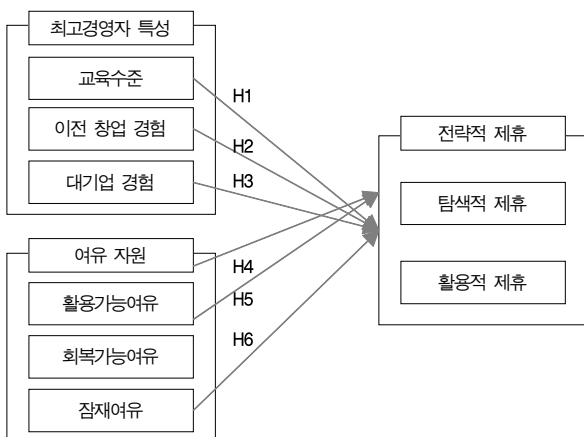 최고경영자 특성
교육수준
이전 창업 경험
대기업 경험
H1
H2
H3
여유 자원
활용가능여유
회복가능여유
잠재여유
H4
H5
H6
전략적 제휴
탐색적 제휴
활용적 제휴